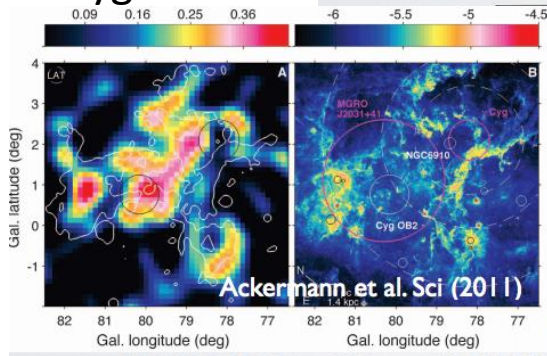 yg
0.09 0.16 0.25 0.36
-6 -5.5 -5 -4.5
LAT
A
B
MGRO
J2031+41
NGC6910
Cyg OB2
4
3
2
1
0
-1
Gal. latitude (deg)
N
E
1.4 kpc
Ackermann et al. Sci (2011)
82 81 80 79 78 77
82 81 80 79 78 77
Gal. longitude (deg)
Gal. longitude (deg)